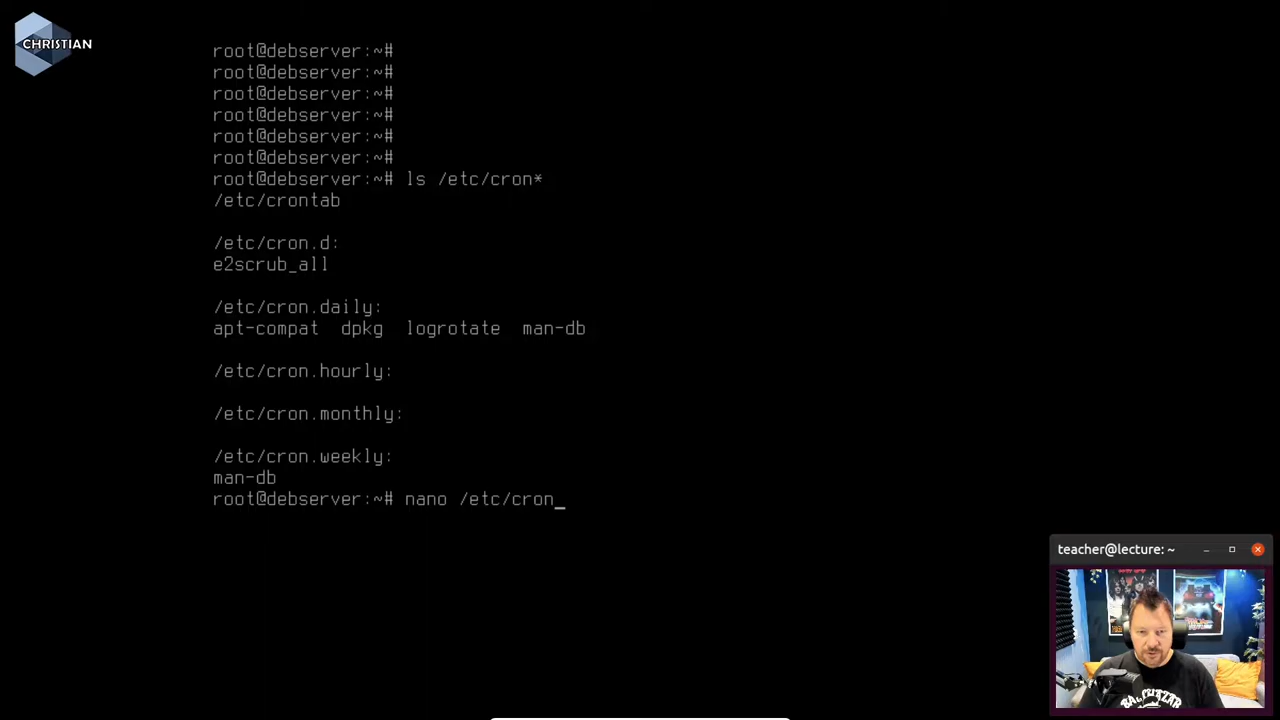 CHRISTIAN
root@debserver:~#
root@debserver:~#
root@debserver:~#
root@debserver:~#
root@debserver:~#
root@debserver:~#
root@debserver:~# ls /etc/cron*
/etc/crontab
/etc/cron.d:
e2scrub_all
/etc/cron.daily:
apt-compat dpkg logrotate man-db
/etc/cron.hourly:
/etc/cron.monthly:
/etc/cron.weekly:
man-db
root@debserver:~# nano /etc/cron_
teacher@lecture: ~